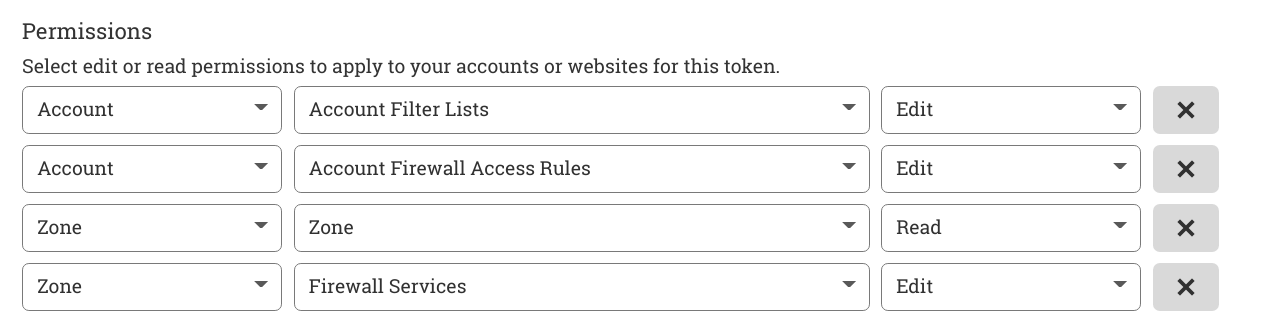 Permissions
Select edit or read permissions to apply to your accounts or websites for this token.
Account Account Filter Lists Edit
Account Account Firewall Access Rules Edit
Zone Zone Read
Zone Firewall Services Edit